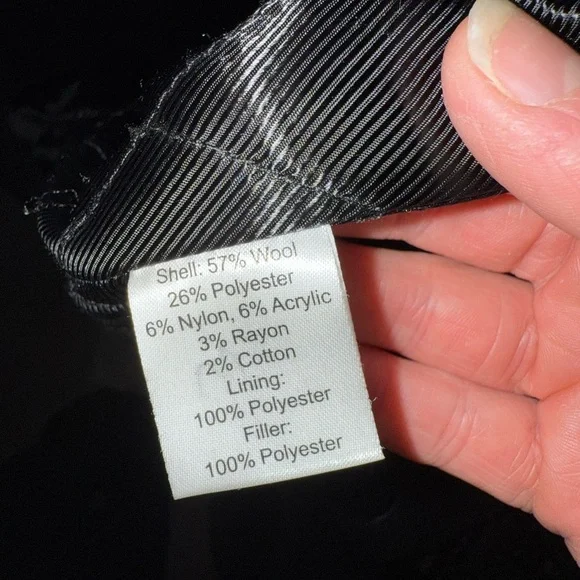 Shell: 57% Wool
26% Polyester
6% Nylon, 6% Acrylic
3% Rayon
2% Cotton
Lining:
100% Polyester
Filler:
100% Polyester